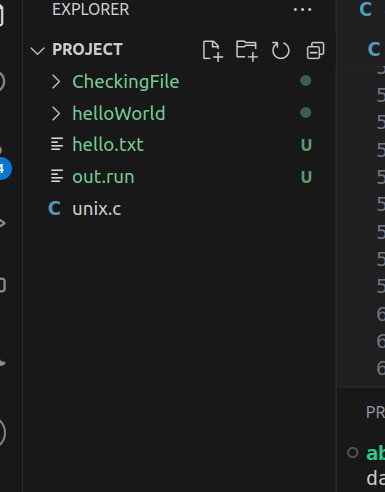 EXPLORER
PROJECT
CheckingFile
helloWorld
hello.txt U
out.run U
C unix.c
4
C
C
5
5
5
5
5
5
5
5
6
6
6
PR
ab
da